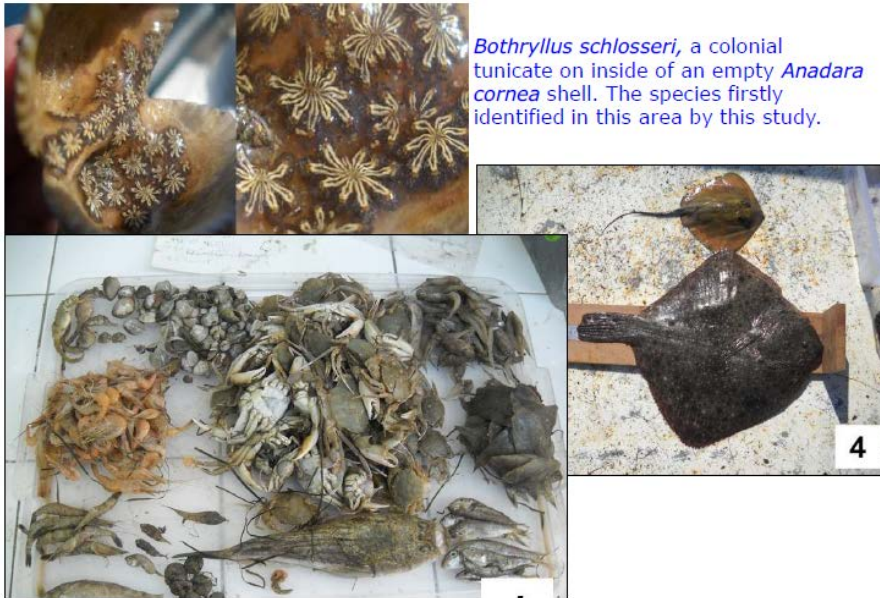 Bothryllus schlosseri, a colonial
tunicate on inside of an empty Anadara
cornea shell. The species firstly
identified in this area by this study.
4